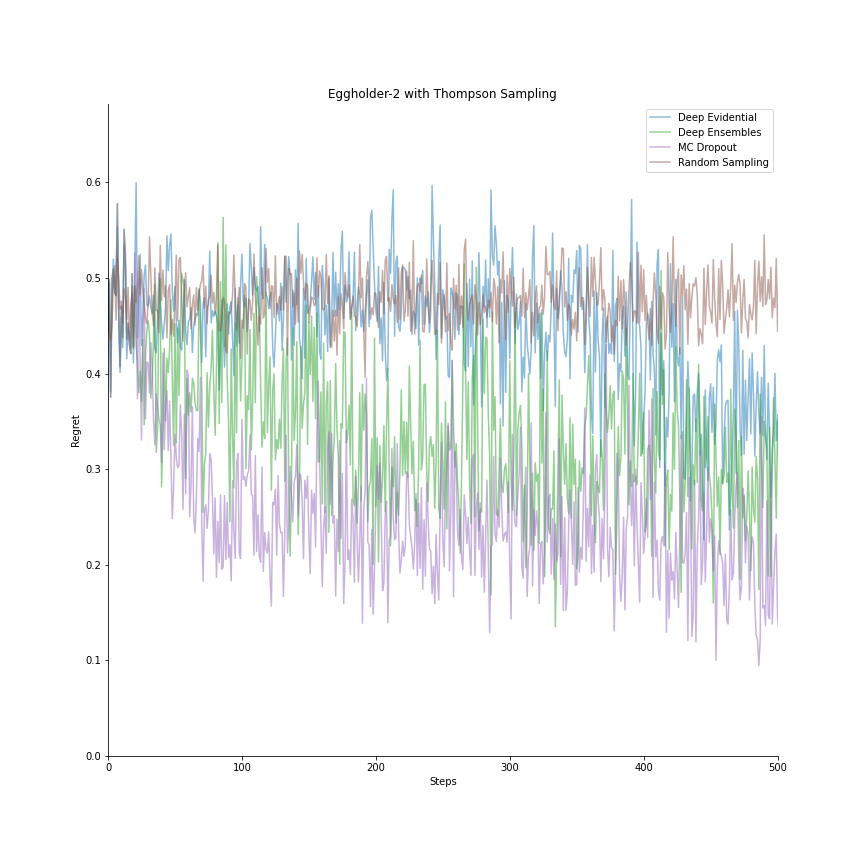 Eggholder-2 with Thompson Sampling
Deep Evidential
Deep Ensembles
MC Dropout
Random Sampling
0.6
0.5
0.4
0.3
0.2
0.1
0.0
Regret
0 100 200 300 400 500
Steps